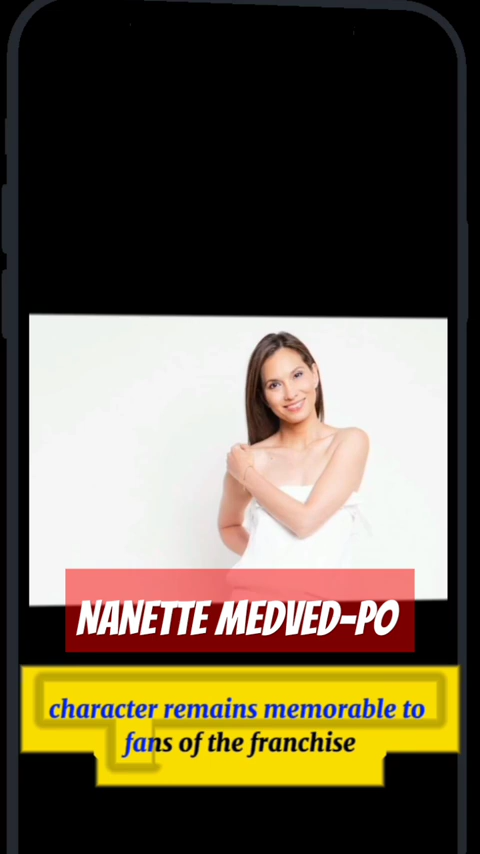 NANETTE MEDVED-PO
character remains memorable to
fans of the franchise